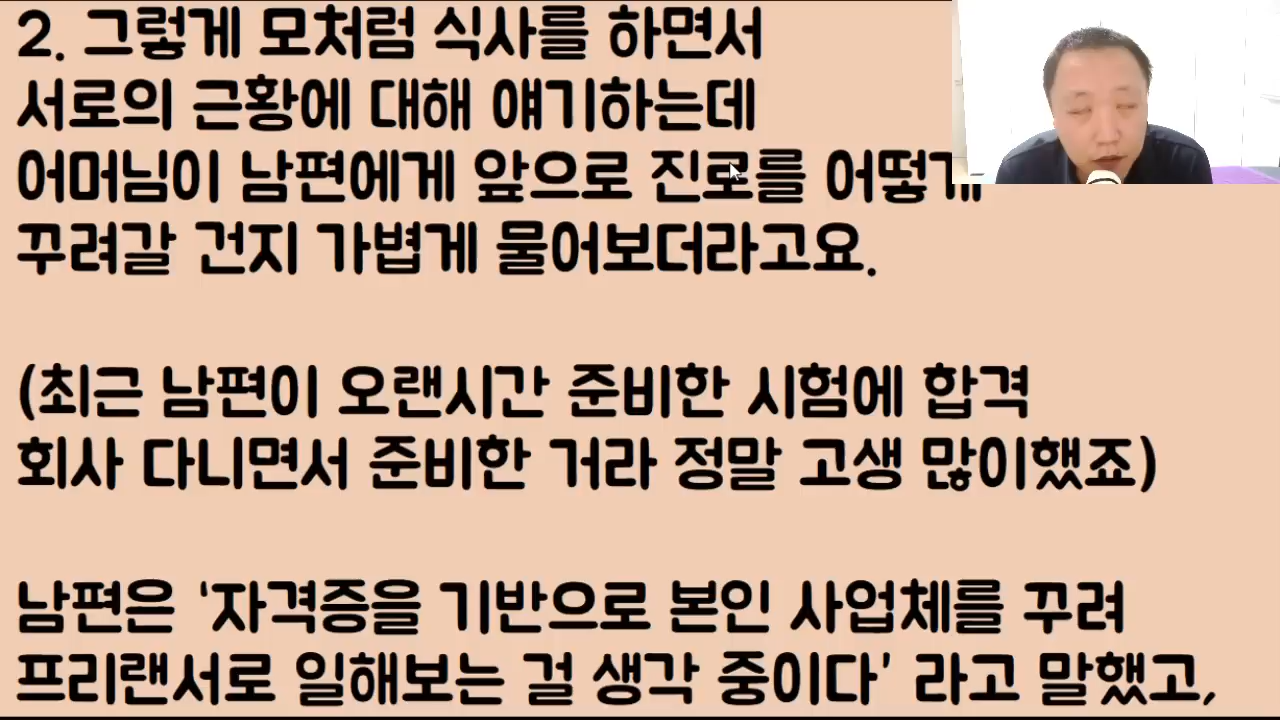 2. 그렇게 모처럼 식사를 하면서
서로의 근황에 대해 얘기하는데
어머님이 남편에게 앞으로 진로를 어떻게
꾸려갈 건지 가볍게 물어보더라고요.
(최근 남편이 오랜시간 준비한 시험에 합격
회사 다니면서 준비한 거라 정말 고생 많이했죠)
남편은 '자격증을 기반으로 본인 사업체를 꾸려
프리랜서로 일해보는 걸 생각 중이다' 라고 말했고,